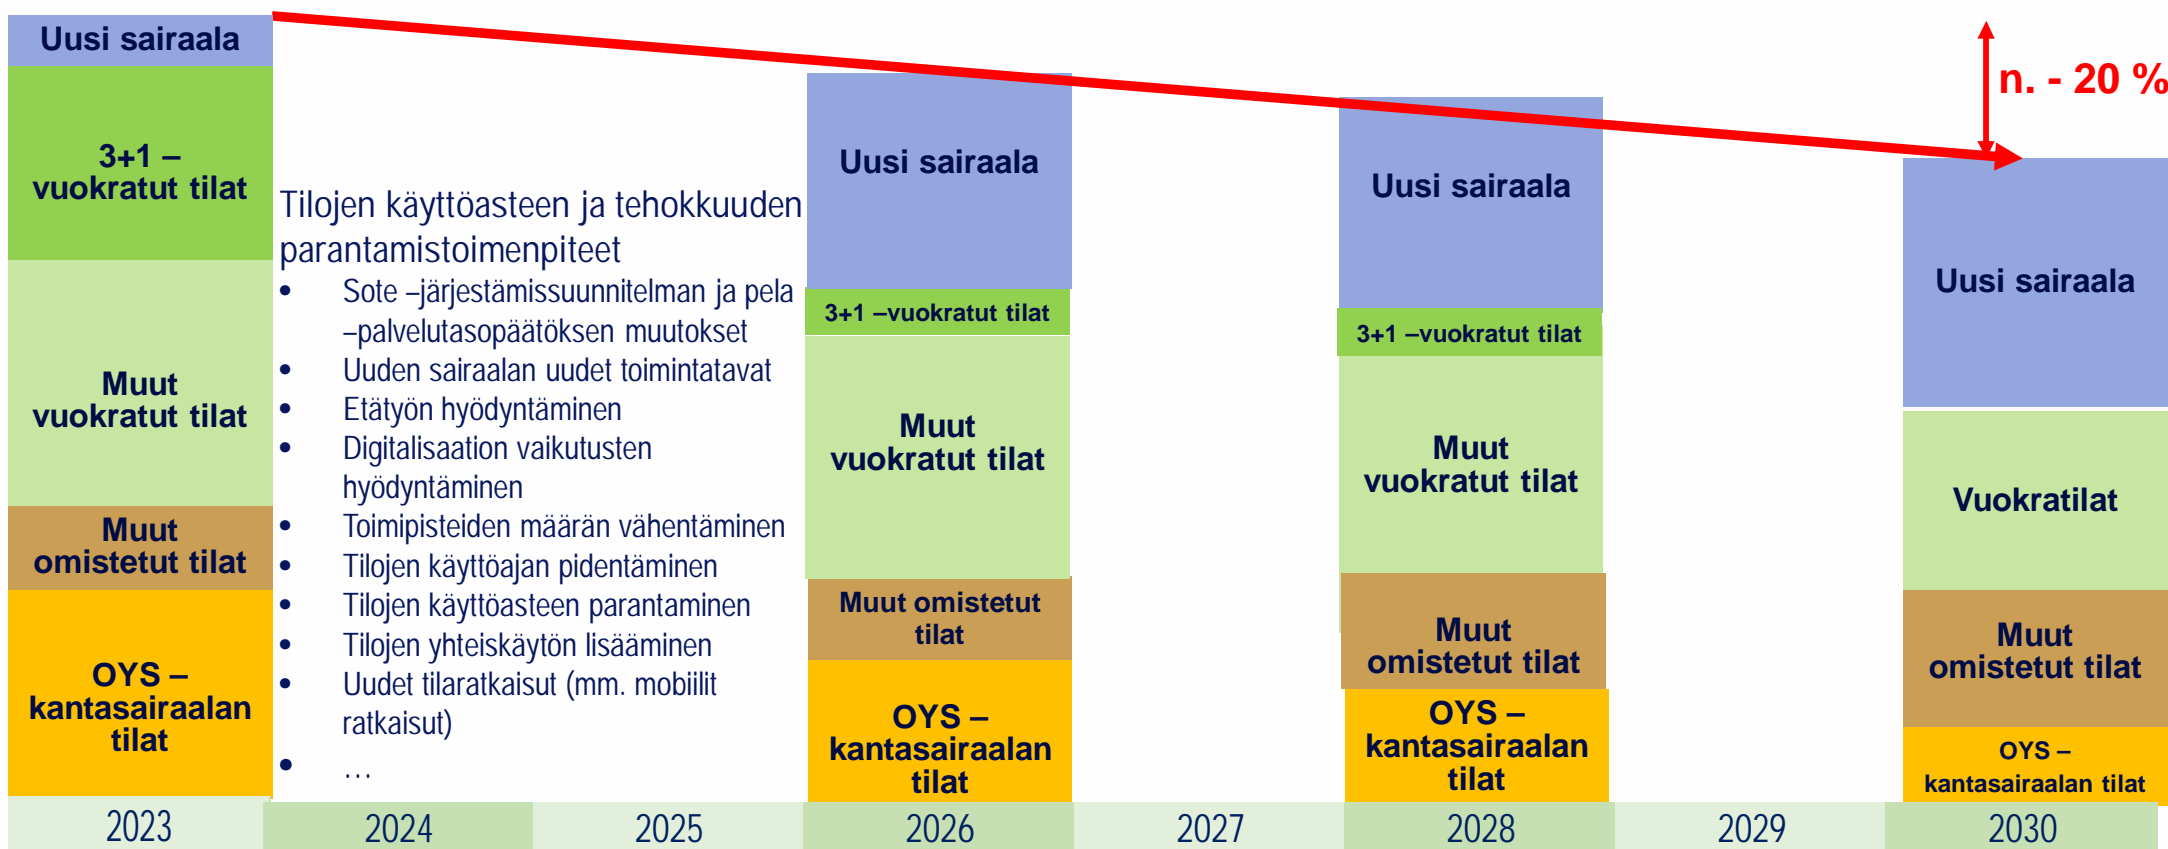 Uusi sairaala
3+1 –
vuokratut tilat
Muut
vuokratut tilat
Muut
omistetut tilat
OYS –
kantasairaalan
tilat
Tilojen käyttöasteen ja tehokkuuden
parantamistoimenpiteet
• Sote –järjestämissuunnitelman ja pela
–palvelutasopäätöksen muutokset
• Uuden sairaalan uudet toimintatavat
• Etätyön hyödyntäminen
• Digitalisaation vaikutusten
hyödyntäminen
• Toimipisteiden määrän vähentäminen
• Tilojen käyttöajan pidentäminen
• Tilojen käyttöasteen parantaminen
• Tilojen yhteiskäytön lisääminen
• Uudet tilaratkaisut (mm. mobiilit
ratkaisut)
• …
Uusi sairaala
3+1 –vuokratut tilat
Muut
vuokratut tilat
Muut omistetut
tilat
OYS –
kantasairaalan
tilat
Uusi sairaala
3+1 –vuokratut tilat
Muut
vuokratut tilat
Muut
omistetut tilat
OYS –
kantasairaalan
tilat
n. - 20 %
Uusi sairaala
Vuokratilat
Muut
omistetut tilat
OYS –
kantasairaalan tilat
2023 2024 2025 2026 2027 2028 2029 2030